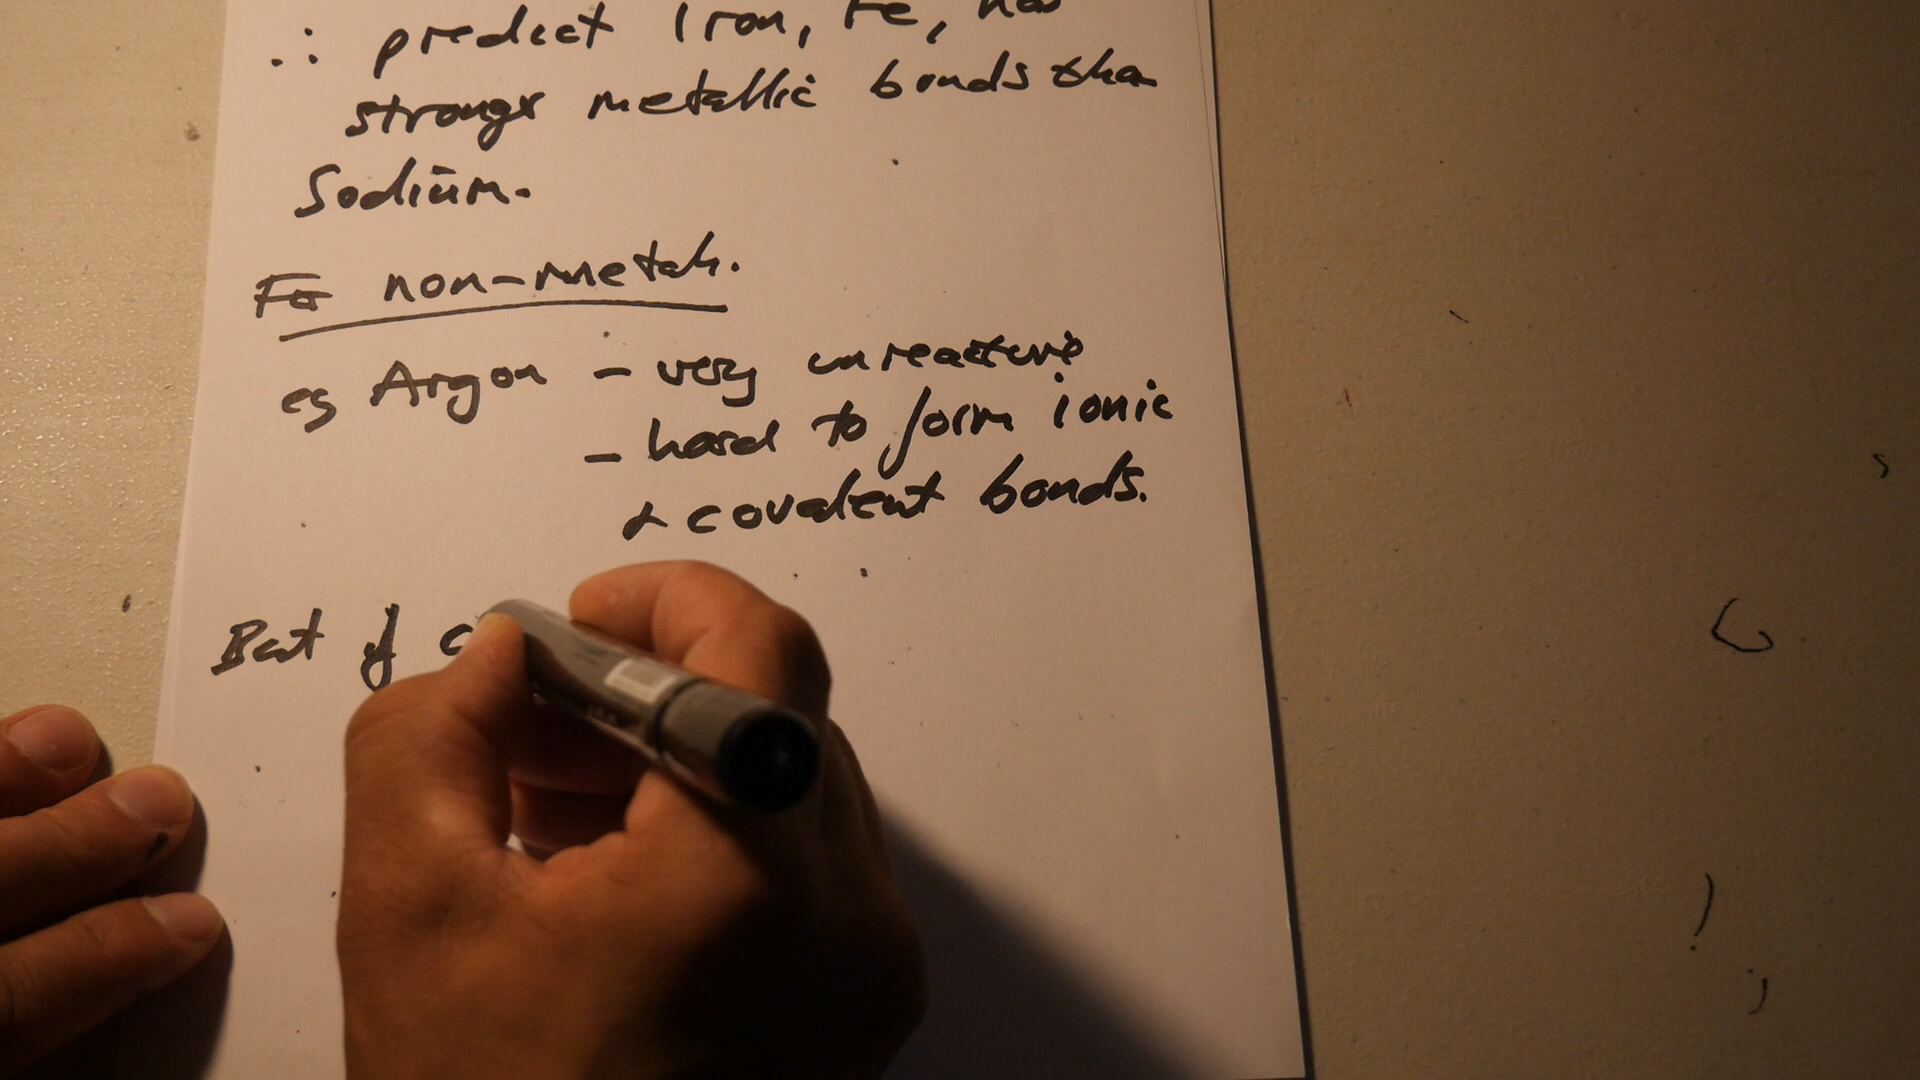 ∴ predict Iron, Fe, has
stronger metallic bonds than
Sodium.
For non-metals.
eg Argon - very unreactive
- hard to form ionic
& covalent bonds.
But if c